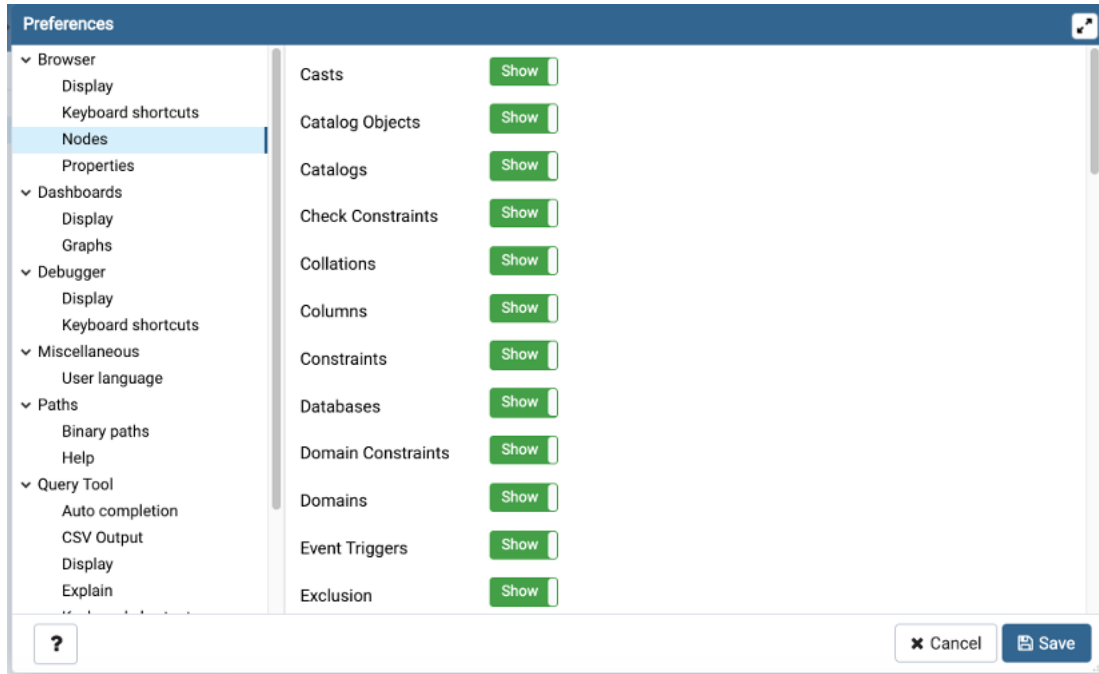 Preferences
Browser
Display
Keyboard shortcuts
Nodes
Properties
Dashboards
Display
Graphs
Debugger
Display
Keyboard shortcuts
Miscellaneous
User language
Paths
Binary paths
Help
Query Tool
Auto completion
CSV Output
Display
Explain
Casts Show
Catalog Objects Show
Catalogs Show
Check Constraints Show
Collations Show
Columns Show
Constraints Show
Databases Show
Domain Constraints Show
Domains Show
Event Triggers Show
Exclusion Show
? Cancel Save